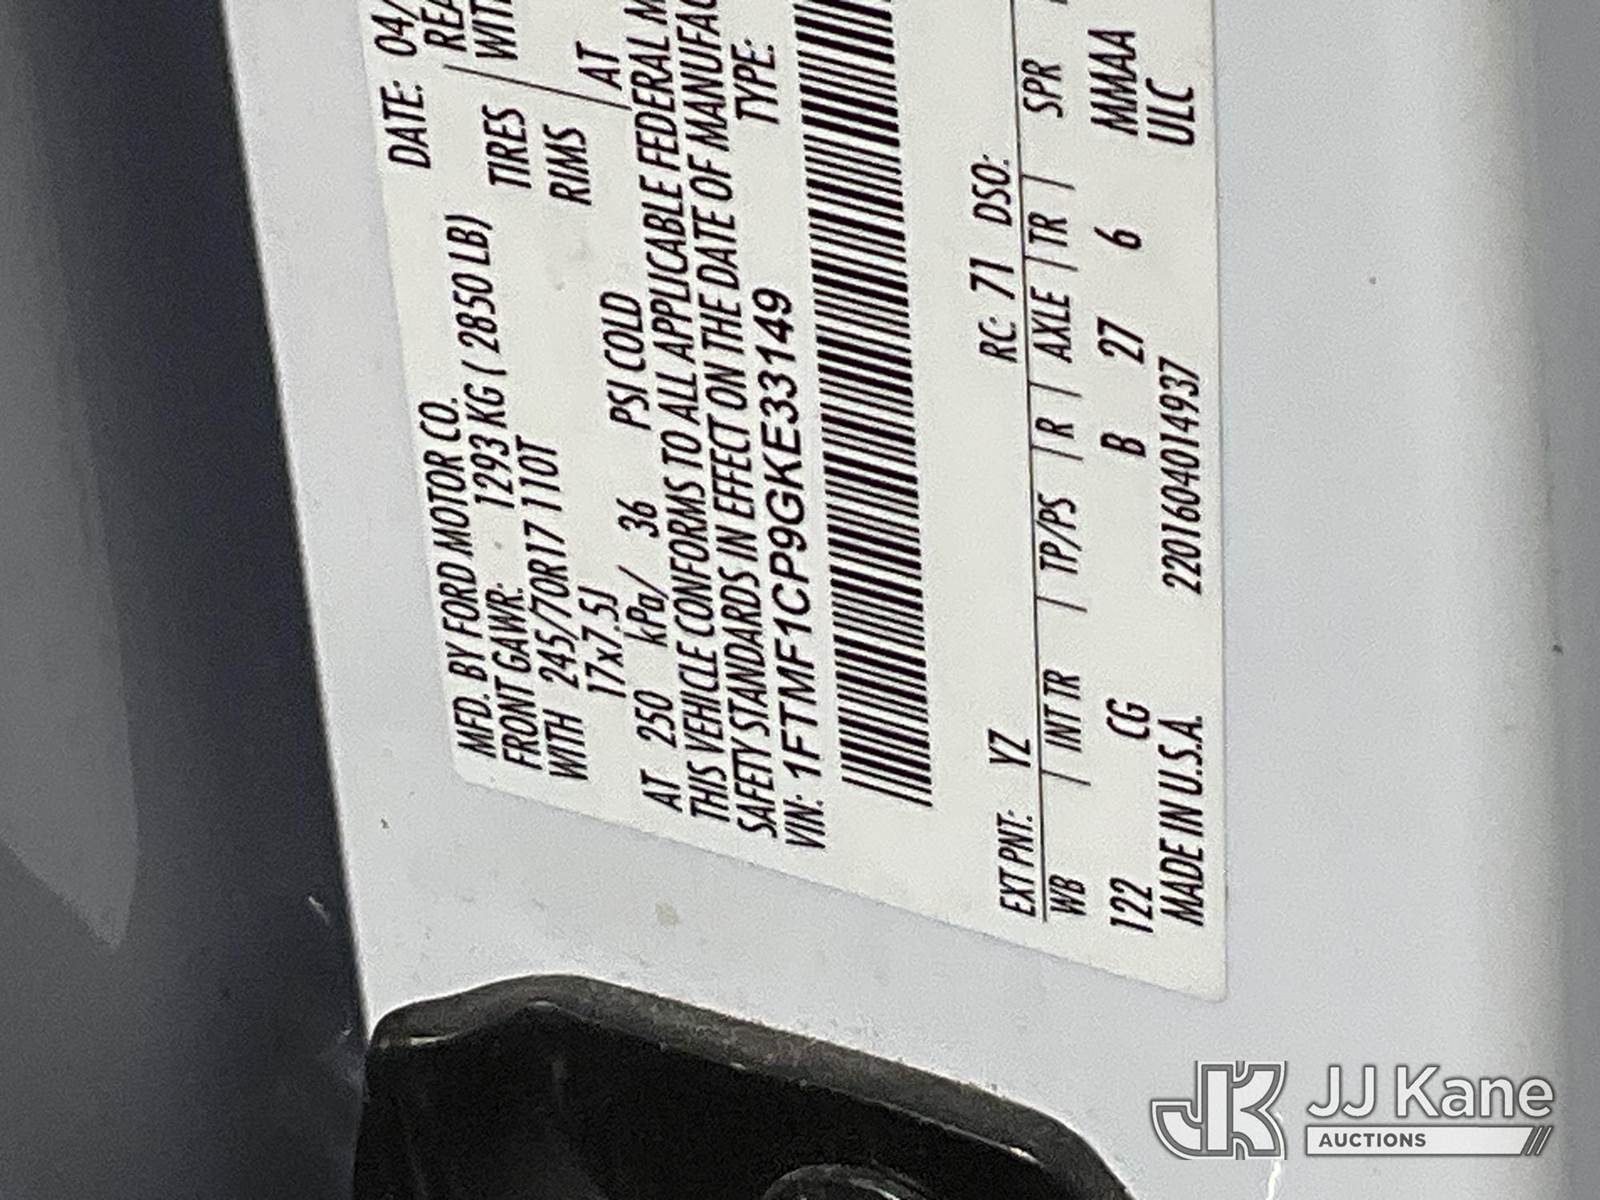 MFD. BY FORD MOTOR CO.
DATE: 04/
FRONT GAWR: 1293 KG ( 2850 LB)
WITH 245/70R17 110T TIRES
17x7.5J RIMS
AT 250 kPa/ 36 PSI COLD AT
THIS VEHICLE CONFORMS TO ALL APPLICABLE FEDERAL
SAFETY STANDARDS IN EFFECT ON THE DATE OF
VIN: 1FTMF1CP9GKE33149 TYPE:
EXT PNT: YZ RC: 71 DSO:
WB | INT TR | TP/PS | R | AXLE | TR | SPR
122 CG B 27 6 MMAA
MADE IN U.S.A. 2201604014937 ULC
JK JJ Kane
AUCTIONS